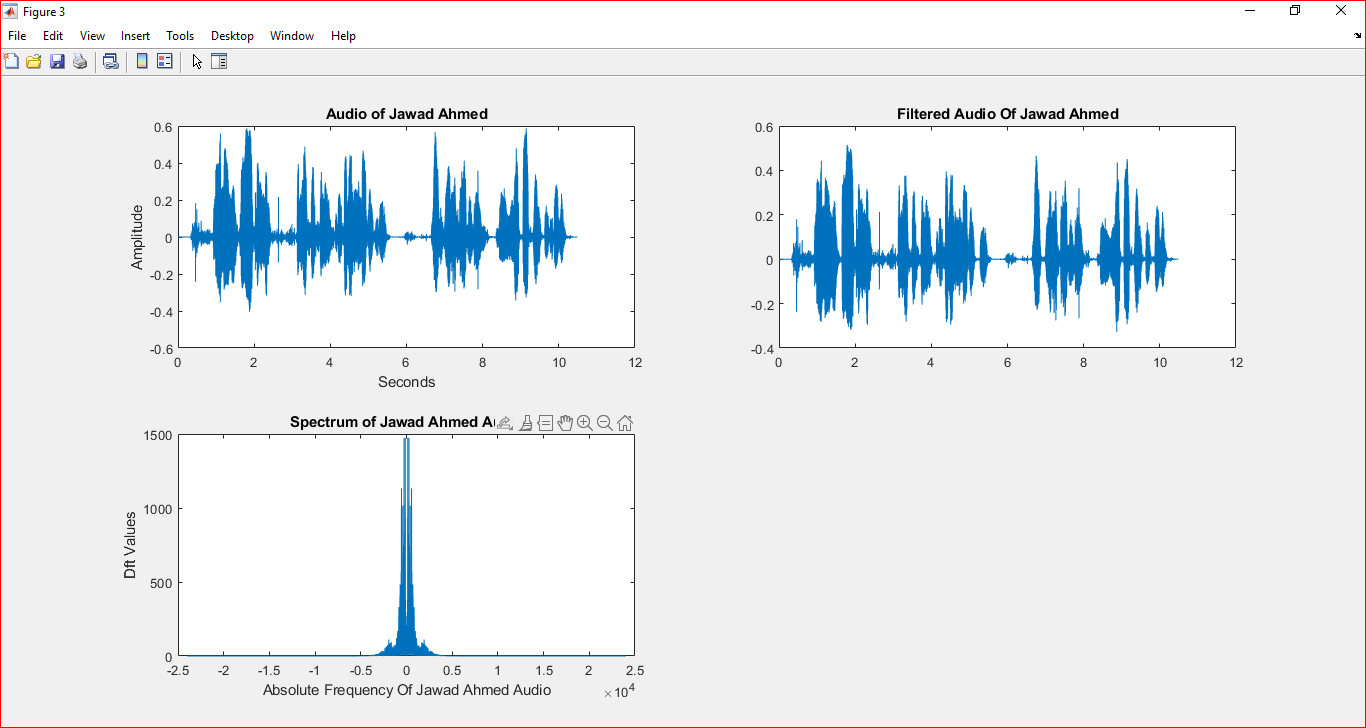 Figure 3
File Edit View Insert Tools Desktop Window Help
Audio of Jawad Ahmed
Amplitude
0.6
0.4
0.2
0
-0.2
-0.4
-0.6
0 2 4 6 8 10 12
Seconds
Filtered Audio Of Jawad Ahmed
0.6
0.4
0.2
0
-0.2
-0.4
0 2 4 6 8 10 12
Spectrum of Jawad Ahmed
Dft Values
1500
1000
500
0
-2.5 -2 -1.5 -1 -0.5 0 0.5 1 1.5 2 2.5
×10⁴
Absolute Frequency Of Jawad Ahmed Audio